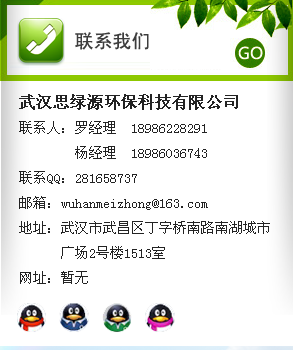 联系我们
GO
武汉思绿源环保科技有限公司
联系人：罗经理 18986228291
杨经理 18986036743
联系QQ：281658737
邮箱：wuhanmeizhong@163.com
地址：武汉市武昌区丁字桥南路南湖城市
广场2号楼1513室
网址：暂无